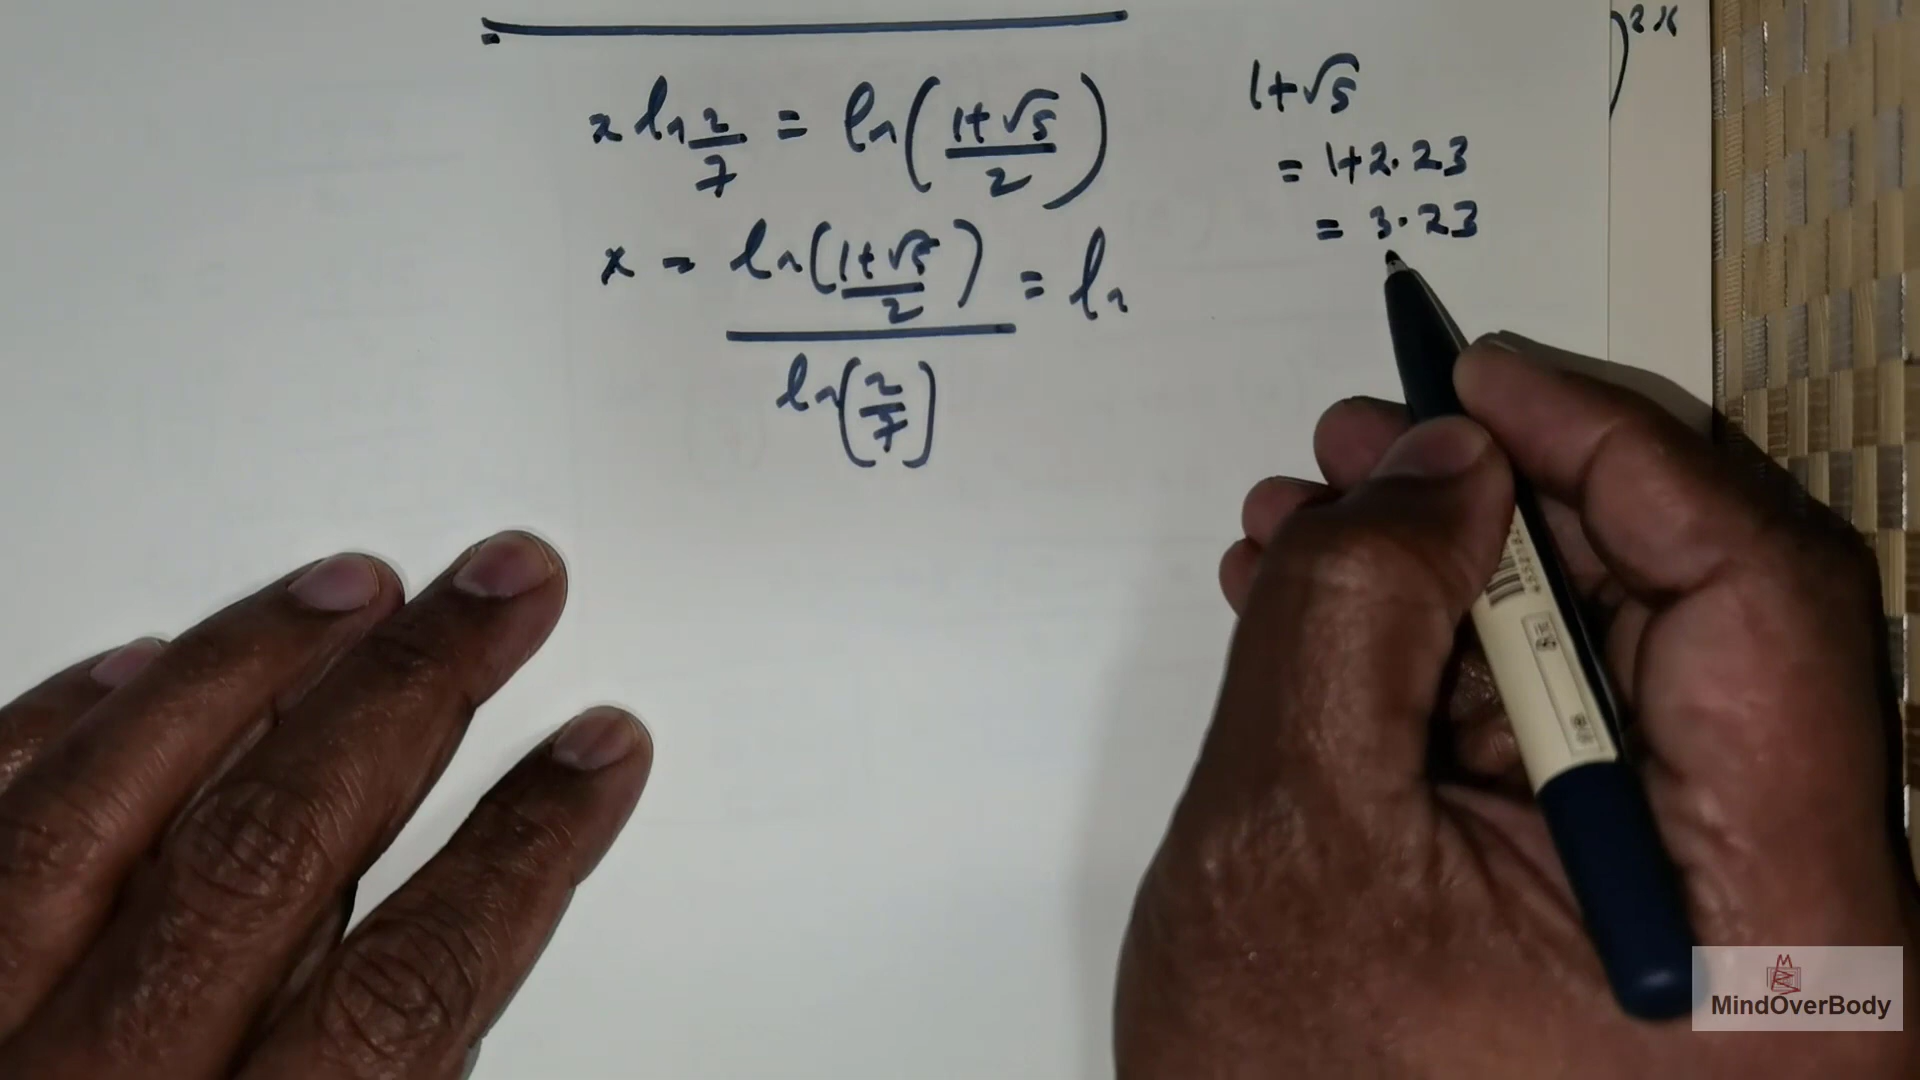 x ln 2/7 = ln((1+√5)/2)
x = ln((1+√5)/2) / ln(2/7) = ln
1+√5
= 1+2.23
= 3.23
)²ˣ
MindOverBody